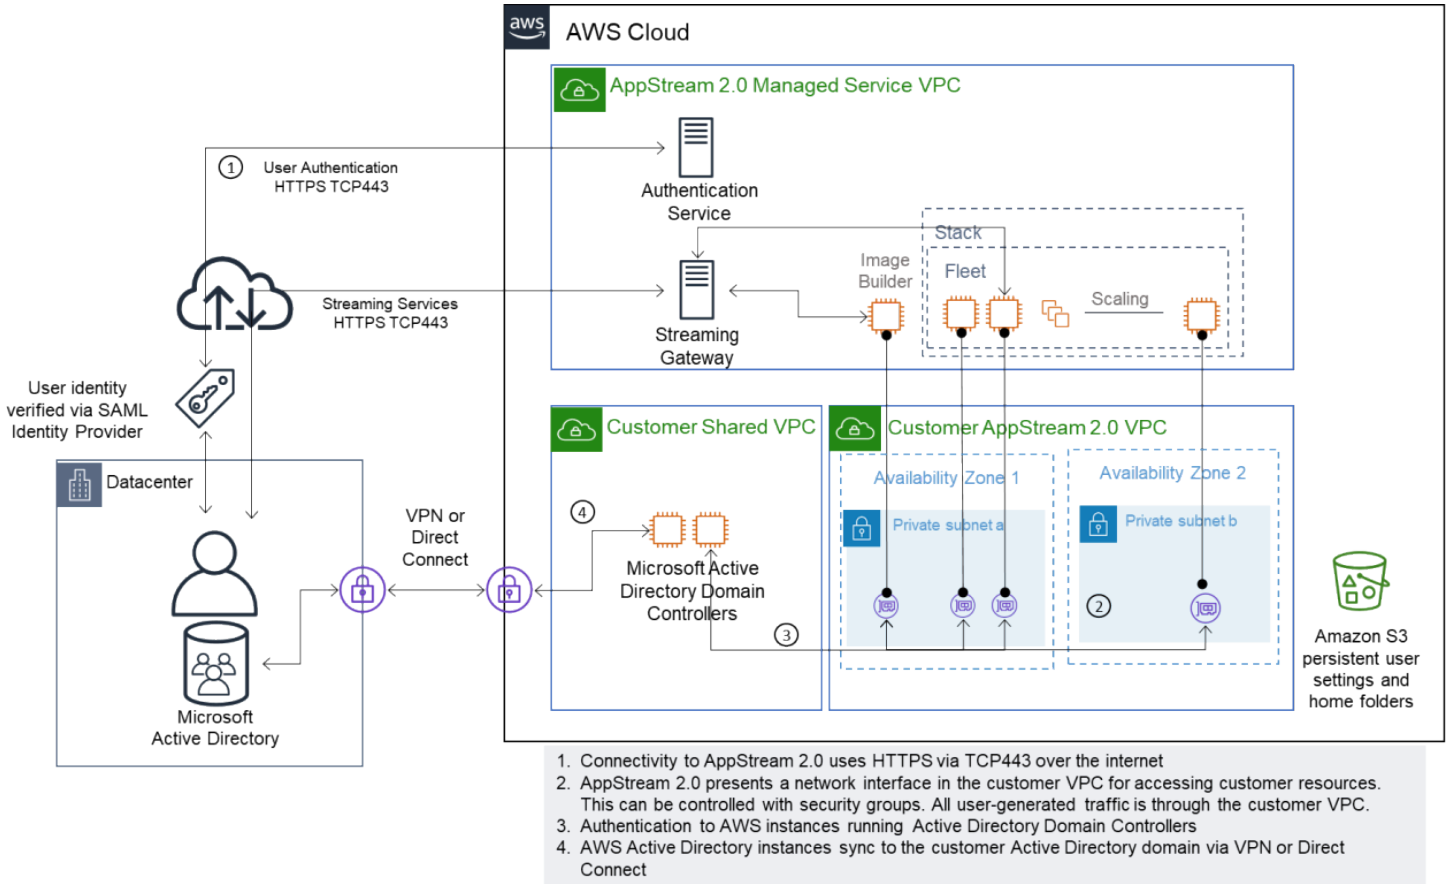 aws
AWS Cloud
AppStream 2.0 Managed Service VPC
1
User Authentication
HTTPS TCP443
Authentication
Service
Stack
Image
Builder
Fleet
Scaling
Streaming Services
HTTPS TCP443
Streaming
Gateway
User identity
verified via SAML
Identity Provider
Customer Shared VPC
Customer AppStream 2.0 VPC
Datacenter
Availability Zone 1
Availability Zone 2
VPN or
Direct
Connect
4
Private subnet a
Private subnet b
Microsoft Active
Directory Domain
Controllers
2
3
Amazon S3
persistent user
settings and
home folders
Microsoft
Active Directory
1. Connectivity to AppStream 2.0 uses HTTPS via TCP443 over the internet
2. AppStream 2.0 presents a network interface in the customer VPC for accessing customer resources.
This can be controlled with security groups. All user-generated traffic is through the customer VPC.
3. Authentication to AWS instances running Active Directory Domain Controllers
4. AWS Active Directory instances sync to the customer Active Directory domain via VPN or Direct
Connect